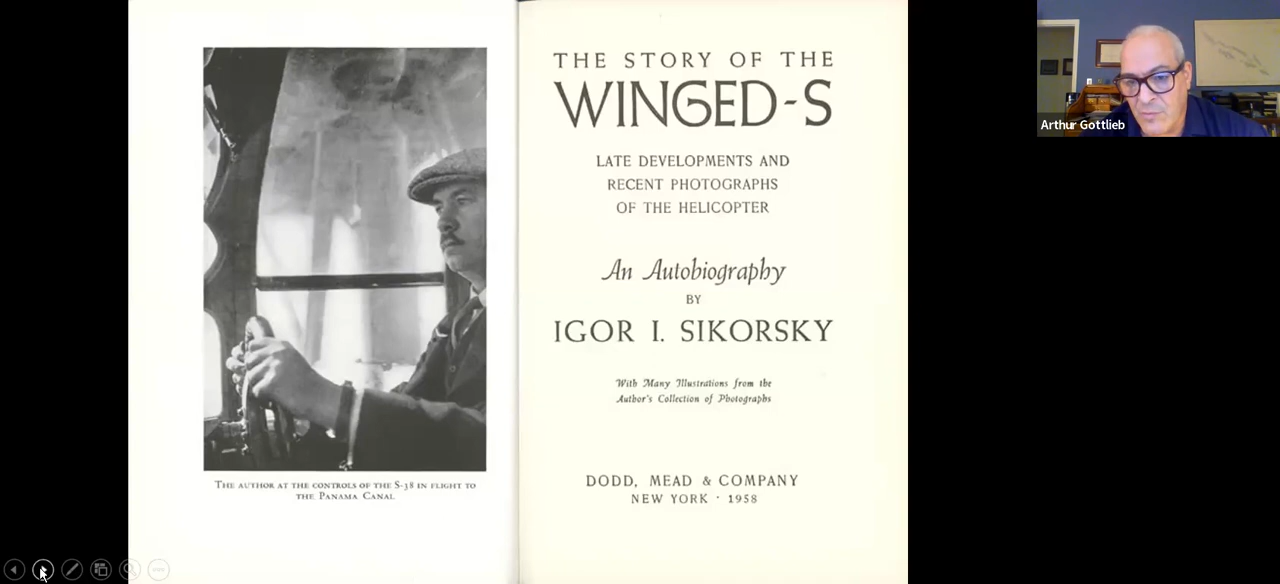 THE STORY OF THE
WINGED-S
LATE DEVELOPMENTS AND
RECENT PHOTOGRAPHS
OF THE HELICOPTER
An Autobiography
BY
IGOR I. SIKORSKY
With Many Illustrations from the
Author's Collection of Photographs
DODD, MEAD & COMPANY
NEW YORK · 1958
THE AUTHOR AT THE CONTROLS OF THE S-38 IN FLIGHT TO
THE PANAMA CANAL
Arthur Gottlieb